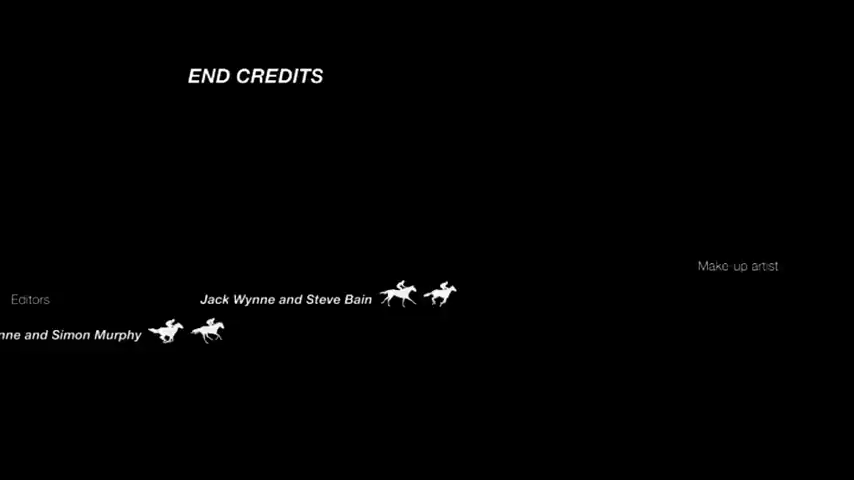 END CREDITS
Make-up artist
Editors Jack Wynne and Steve Bain
and Simon Murphy